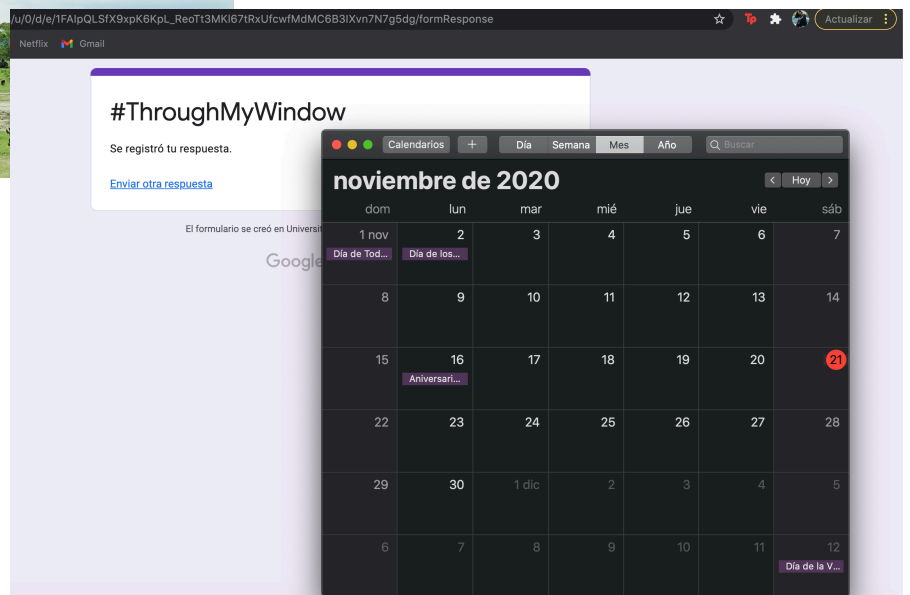 /u/0/d/e/1FAIpQLSfX9xpK6KpL_ReoTt3MKl67tRxUfcwfMdMC6B3lXvn7N7g5dg/formResponse
Actualizar
Netflix
Gmail
#ThroughMyWindow
Se registró tu respuesta.
Enviar otra respuesta
El formulario se creó en Universit
Google
Calendarios + Día Semana Mes Año Buscar
noviembre de 2020
< Hoy >
dom lun mar mié jue vie sáb
1 nov 2 3 4 5 6 7
Día de Tod... Día de los...
8 9 10 11 12 13 14
15 16 17 18 19 20 21
Aniversari...
22 23 24 25 26 27 28
29 30 1 dic 2 3 4 5
6 7 8 9 10 11 12
Día de la V...